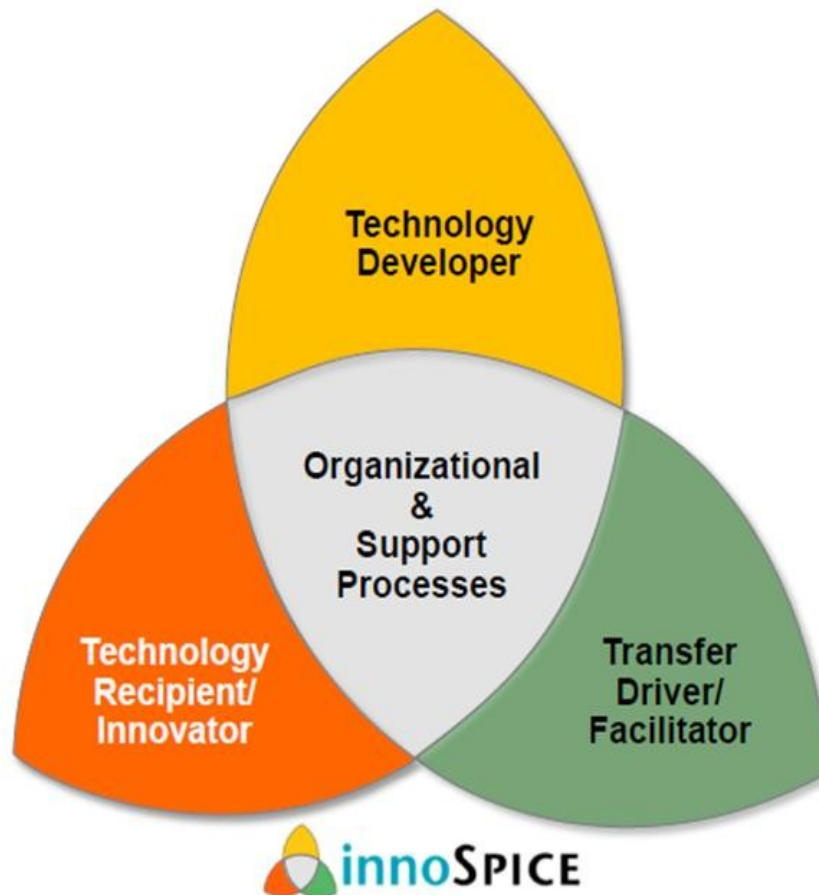 Technology
Developer
Organizational
&
Support
Processes
Technology
Recipient/
Innovator
Transfer
Driver/
Facilitator
innoSPICE